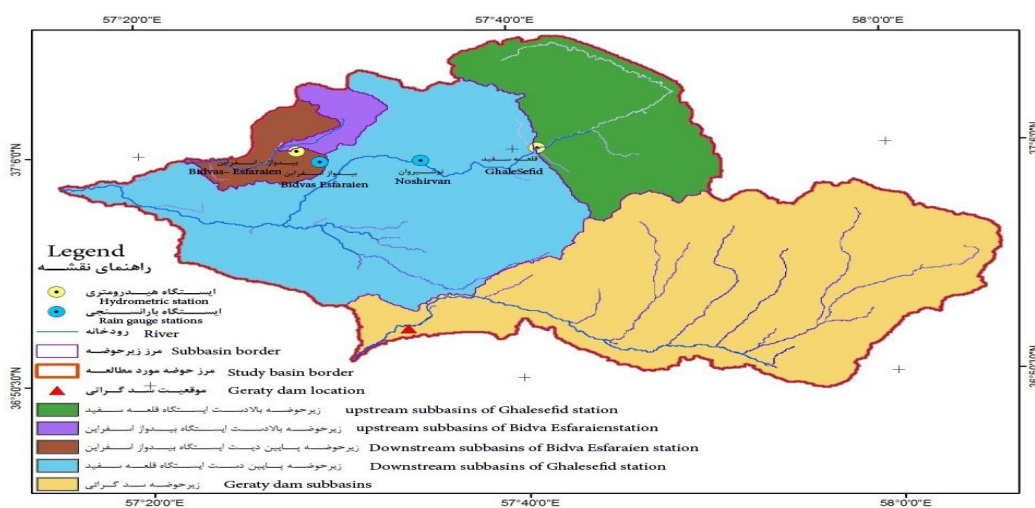 57°20'0"E 57°40'0"E 58°0'0"E
37°6'0"N
37°6'0"N
بیدواز - اسفراین
Bidvas- Esfaraien
بیدواز اسفراین
Bidvas Esfaraien
نوشیروان
Noshirvan
قلعه سفید
GhaleSefid
Legend
راهنمای نقشه
ایستگاه هیدرومتری
Hydrometric station
ایستگاه بارانسنجی
Rain gauge stations
رودخانه River
مرز زیرحوضه Subbasin border
مرز حوضه مورد مطالعه Study basin border
موقعیت سد گراتی Geraty dam location
زیرحوضه بالادست ایستگاه قلعه سفید upstream subbasins of Ghalesefid station
زیرحوضه بالادست ایستگاه بیدواز اسفراین upstream subbasins of Bidva Esfaraienstation
زیرحوضه پایین دست ایستگاه بیدواز اسفراین Downstream subbasins of Bidva Esfaraien station
زیرحوضه پایین دست ایستگاه قلعه سفید Downstream subbasins of Ghalesefid station
زیرحوضه سد گراتی Geraty dam subbasins
36°50'30"N
57°20'0"E 57°40'0"E 58°0'0"E